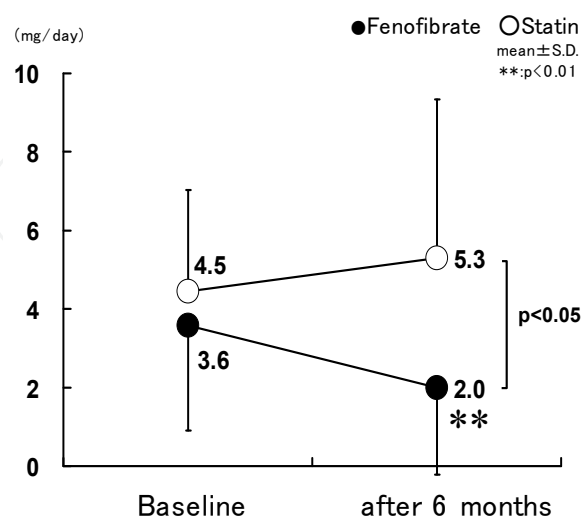 (mg/day)
●Fenofibrate ○Statin
mean±S.D.
**:p<0.01
10
8
6
4
2
0
4.5
3.6
5.3
2.0
**
p<0.05
Baseline
after 6 months